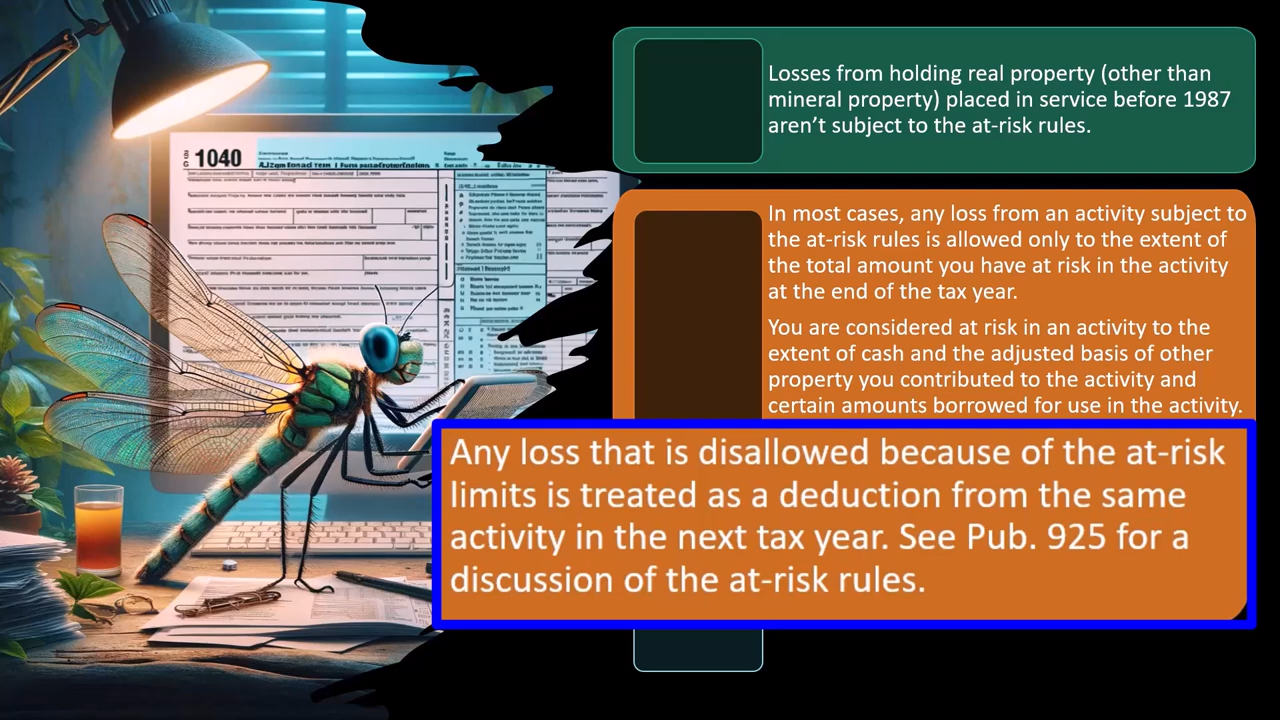 1040
Losses from holding real property (other than
mineral property) placed in service before 1987
aren’t subject to the at-risk rules.
In most cases, any loss from an activity subject to
the at-risk rules is allowed only to the extent of
the total amount you have at risk in the activity
at the end of the tax year.
You are considered at risk in an activity to the
extent of cash and the adjusted basis of other
property you contributed to the activity and
certain amounts borrowed for use in the activity.
Any loss that is disallowed because of the at-risk
limits is treated as a deduction from the same
activity in the next tax year. See Pub. 925 for a
discussion of the at-risk rules.